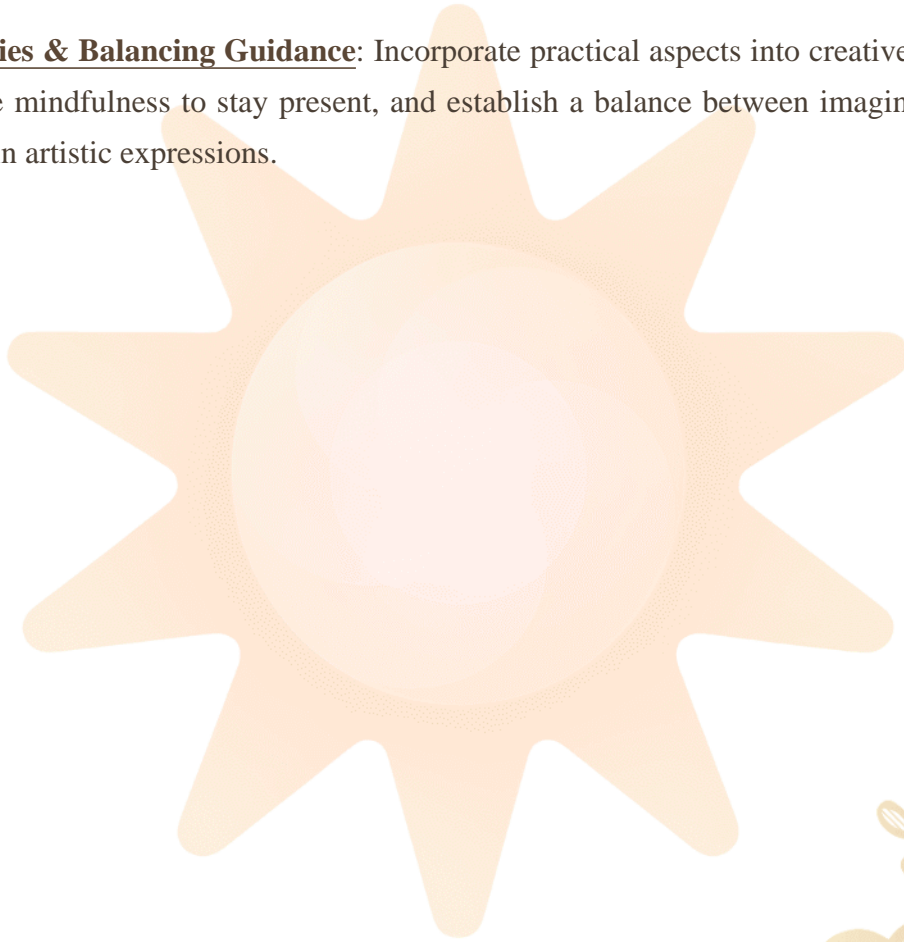 ies & Balancing Guidance: Incorporate practical aspects into creative
mindfulness to stay present, and establish a balance between imagin
n artistic expressions.